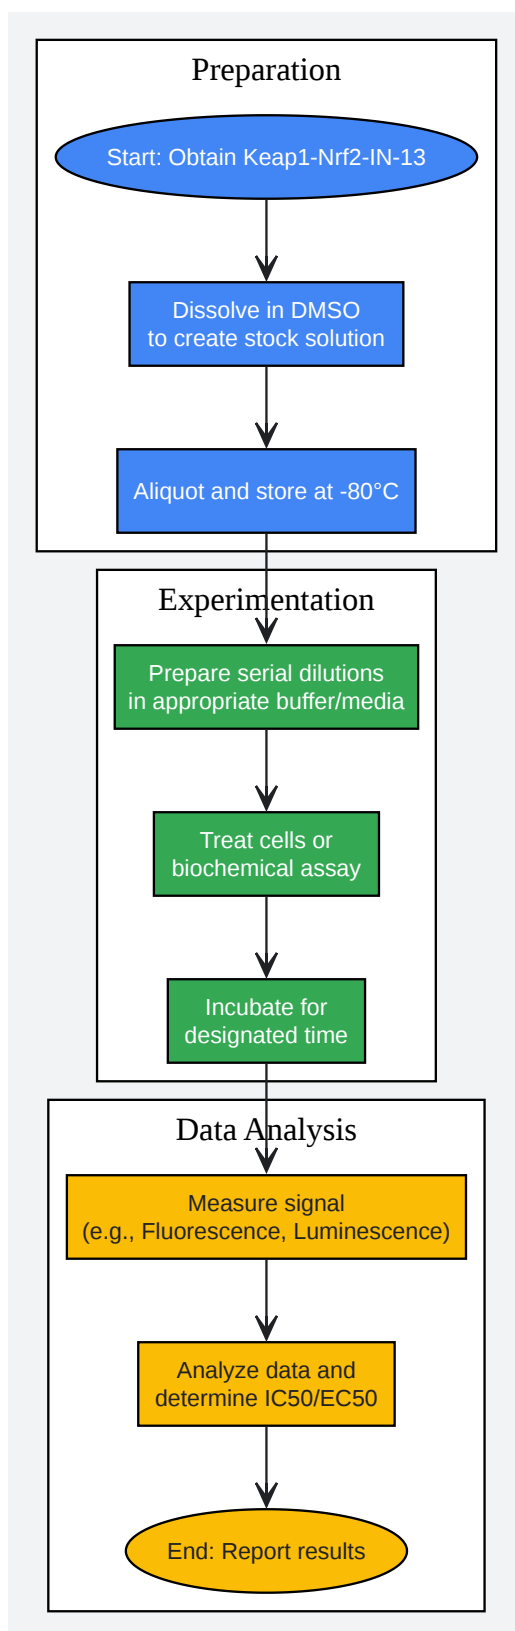 Preparation
Start: Obtain Keap1-Nrf2-IN-13
Dissolve in DMSO
to create stock solution
Aliquot and store at -80°C
Experimentation
Prepare serial dilutions
in appropriate buffer/media
Treat cells or
biochemical assay
Incubate for
designated time
Data Analysis
Measure signal
(e.g., Fluorescence, Luminescence)
Analyze data and
determine IC50/EC50
End: Report results